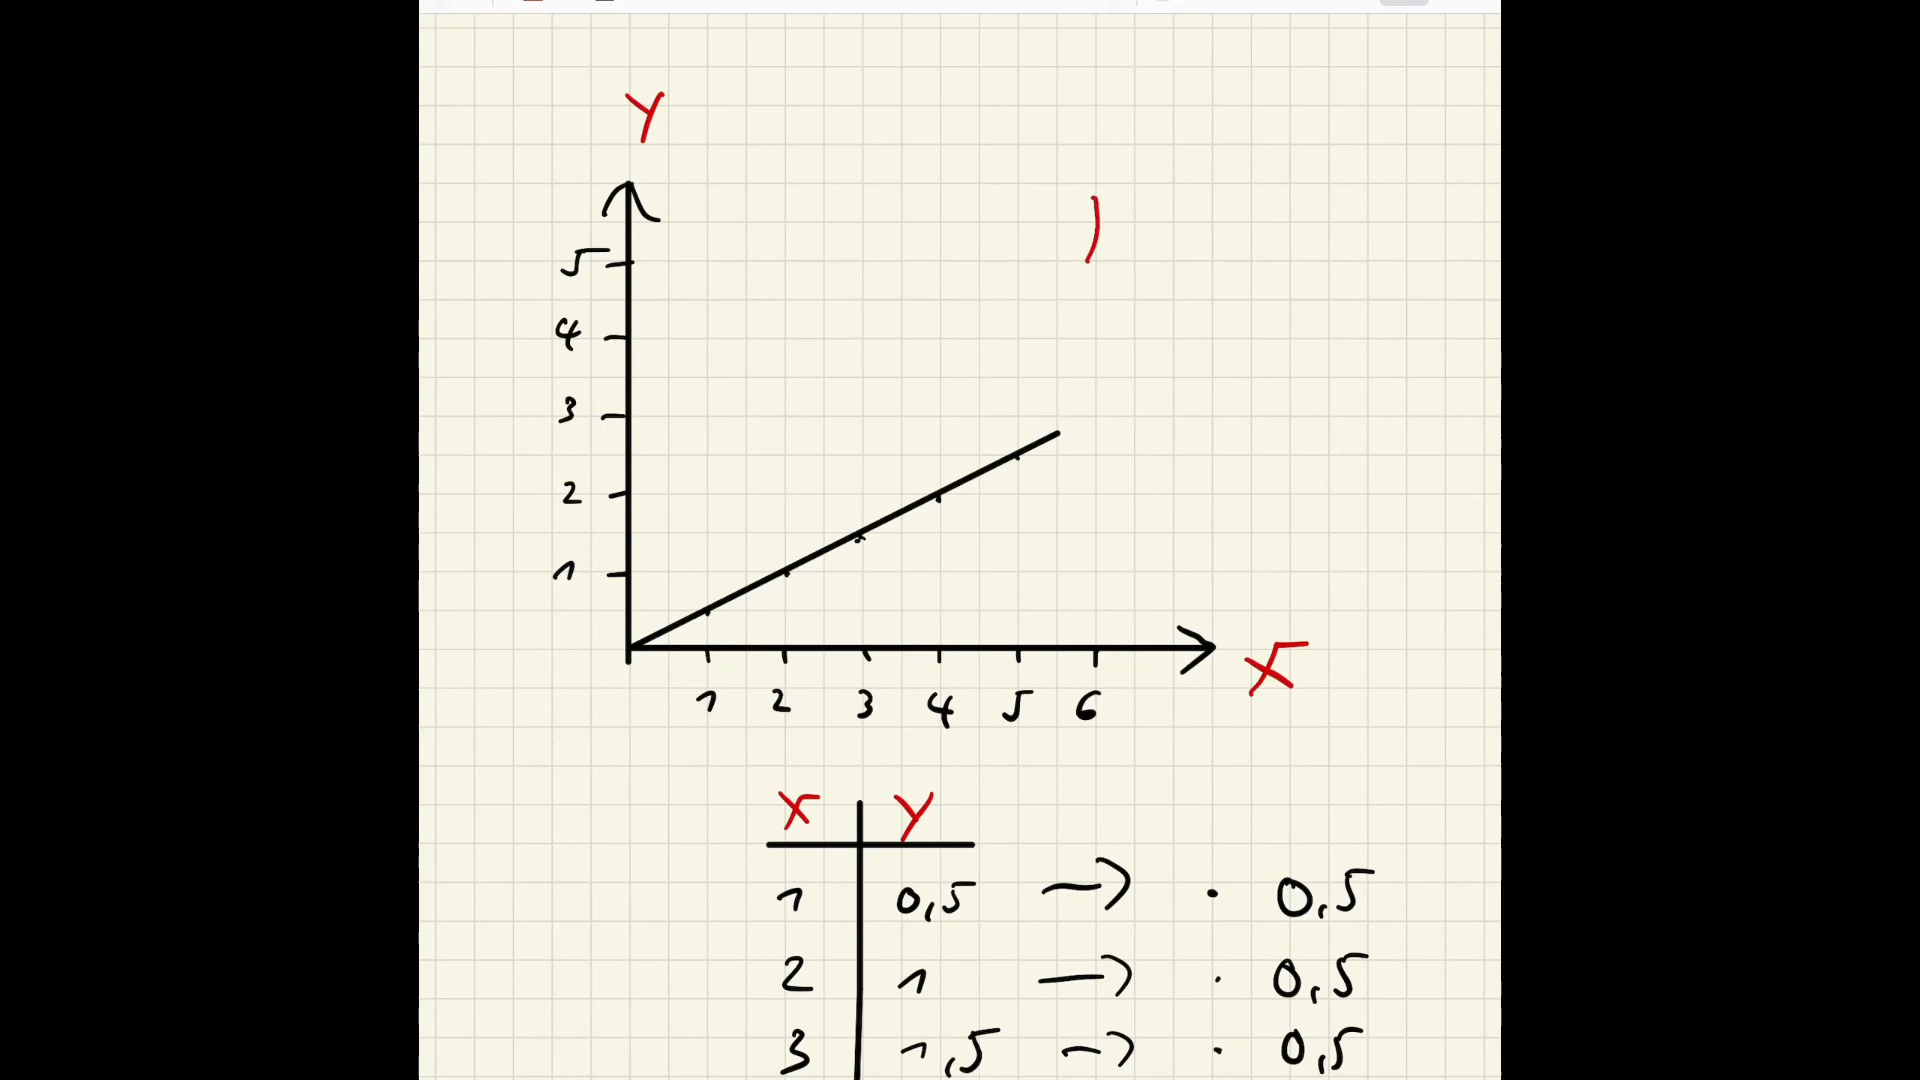 y
5
4
3
2
1
x
1 2 3 4 5 6
x y
1 0,5 → · 0,5
2 1 → · 0,5
3 1,5 → · 0,5